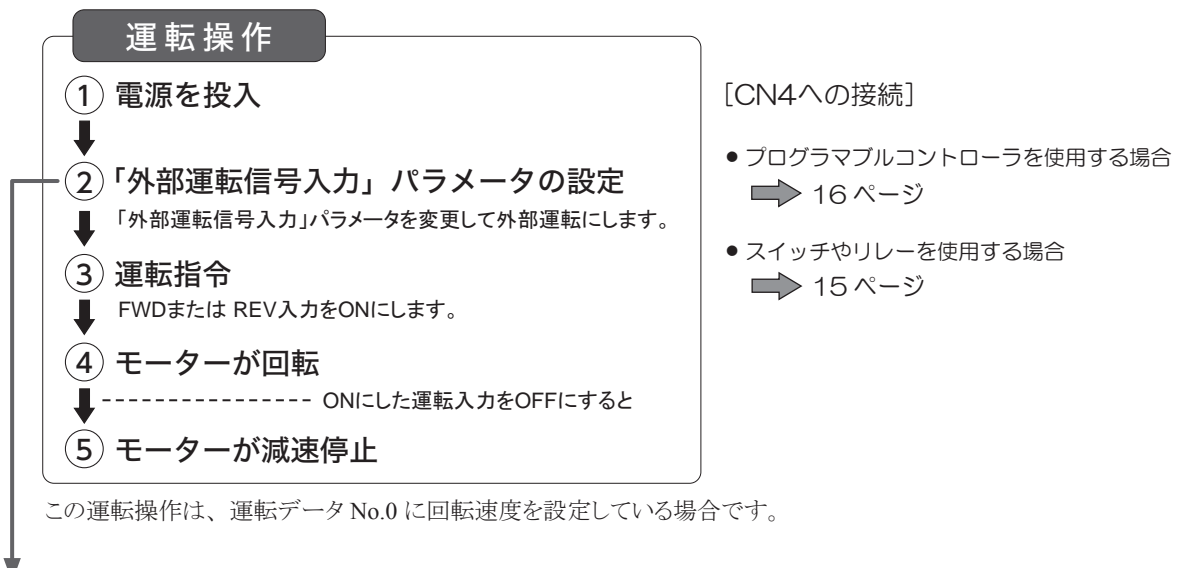 運転操作
① 電源を投入
② 「外部運転信号入力」パラメータの設定
「外部運転信号入力」パラメータを変更して外部運転にします。
③ 運転指令
FWDまたは REV入力をONにします。
④ モーターが回転
ONにした運転入力をOFFにすると
⑤ モーターが減速停止
この運転操作は、運転データ No.0 に回転速度を設定している場合です。
[CN4への接続]
● プログラマブルコントローラを使用する場合
16 ページ
● スイッチやリレーを使用する場合
15 ページ